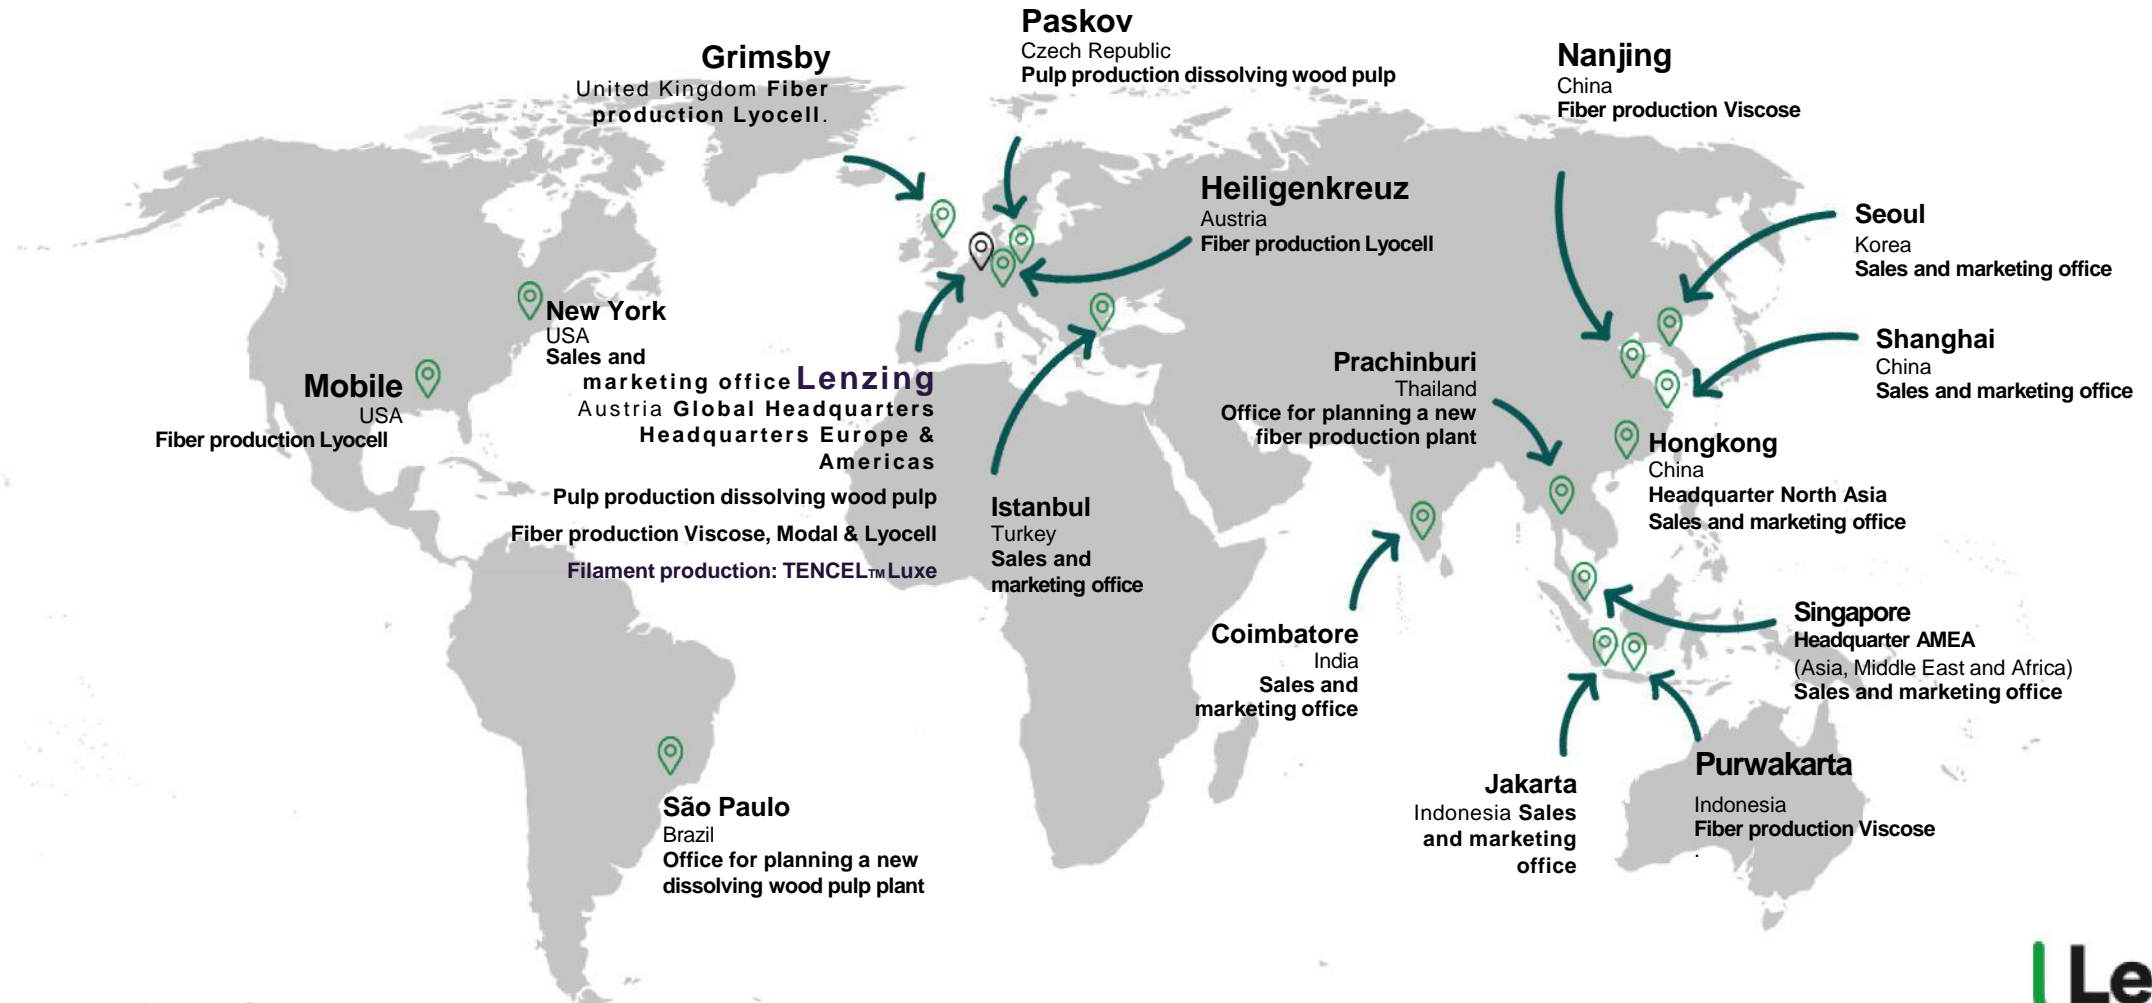 Paskov
Czech Republic
Pulp production dissolving wood pulp
Grimsby
United Kingdom Fiber
production Lyocell.
Nanjing
China
Fiber production Viscose
Heiligenkreuz
Austria
Fiber production Lyocell
Seoul
Korea
Sales and marketing office
New York
USA
Sales and
marketing office Lenzing
Austria Global Headquarters
Headquarters Europe &
Americas
Pulp production dissolving wood pulp
Fiber production Viscose, Modal & Lyocell
Filament production: TENCEL™ Luxe
Mobile
USA
Fiber production Lyocell
Shanghai
China
Sales and marketing office
Prachinburi
Thailand
Office for planning a new
fiber production plant
Hongkong
China
Headquarter North Asia
Sales and marketing office
Istanbul
Turkey
Sales and
marketing office
Coimbatore
India
Sales and
marketing office
Singapore
Headquarter AMEA
(Asia, Middle East and Africa)
Sales and marketing office
Jakarta
Indonesia Sales
and marketing
office
Purwakarta
Indonesia
Fiber production Viscose
.
São Paulo
Brazil
Office for planning a new
dissolving wood pulp plant
Le